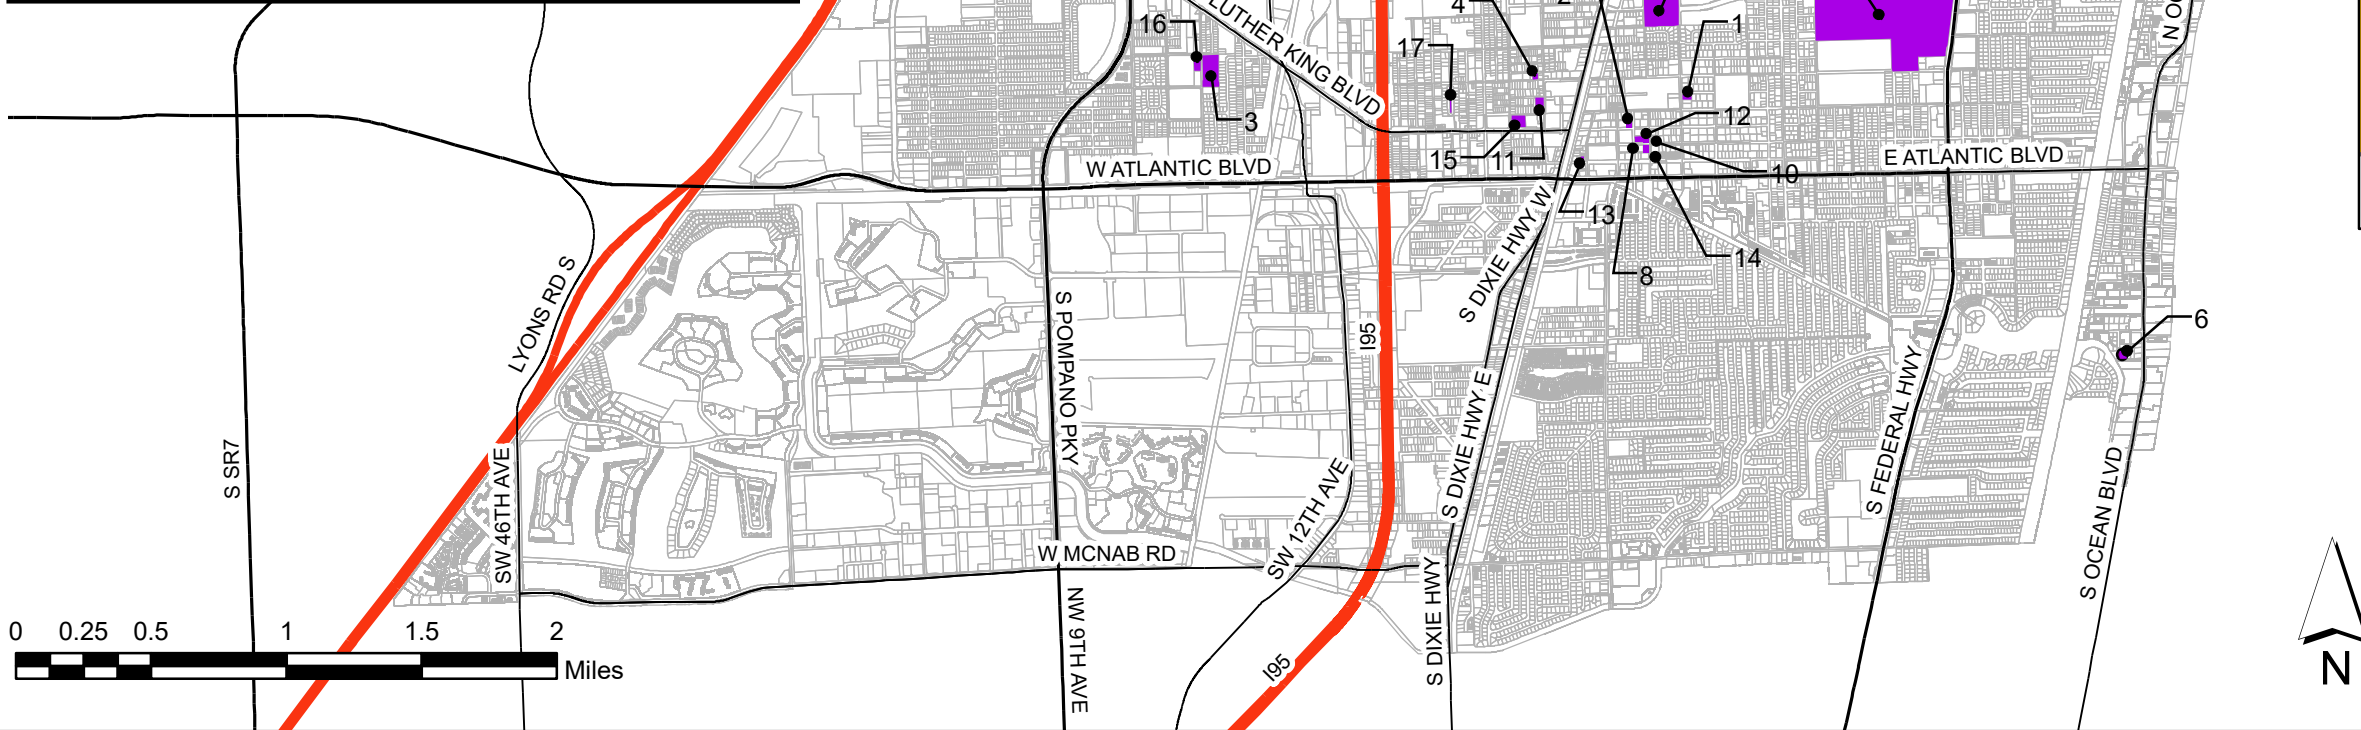 4
2
16
1
N OC
LUTHER KING BLVD
17
3
12
15
11
W ATLANTIC BLVD
E ATLANTIC BLVD
10
13
S DIXIE HWY W
14
8
LYONS RD S
S POMPANO PKY
I95
6
S DIXIE HWY E
S FEDERAL HWY
S SR7
SW 46TH AVE
SW 12TH AVE
S OCEAN BLVD
W MCNAB RD
S DIXIE HWY
NW 9TH AVE
I95
0 0.25 0.5 1 1.5 2
Miles
N